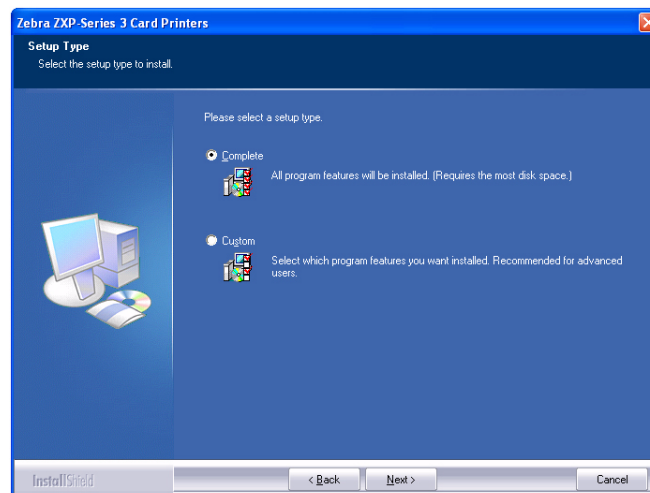 Zebra ZXP-Series 3 Card Printers
Setup Type
Select the setup type to install.
Please select a setup type.
Complete
All program features will be installed. (Requires the most disk space.)
Custom
Select which program features you want installed. Recommended for advanced
users.
InstallShield
< Back
Next >
Cancel